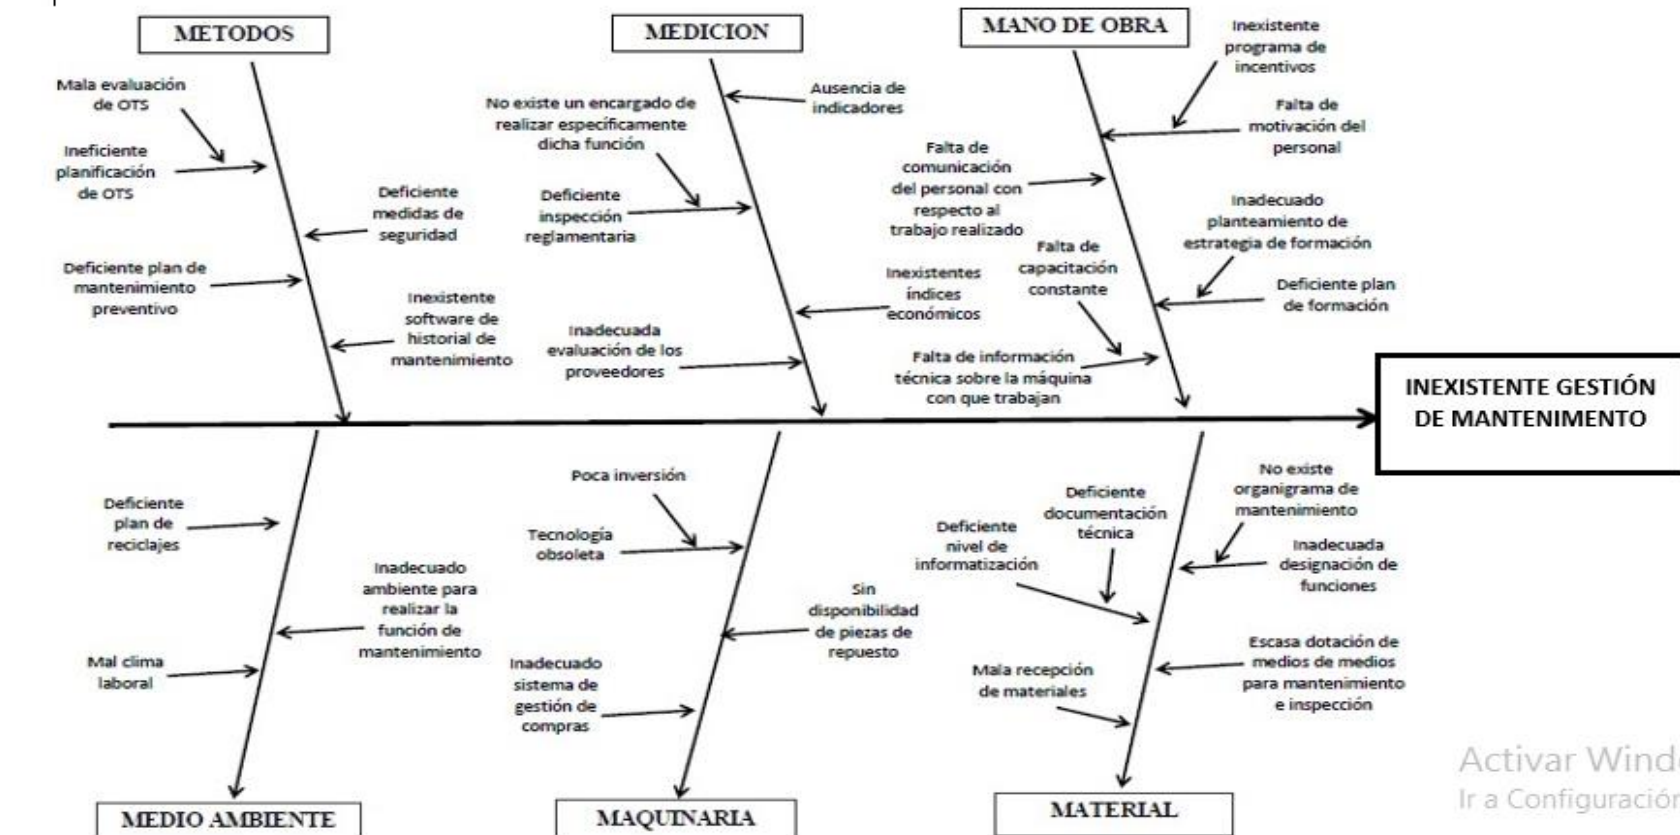 METODOS
Mala evaluación
de OTS
Ineficiente
planificación
de OTS
Deficiente
medidas de
seguridad
Deficiente plan de
mantenimiento
preventivo
Inexistente
software de
historial de
mantenimiento
MEDICION
Ausencia de
indicadores
No existe un encargado de
realizar específicamente
dicha función
Deficiente
inspección
reglamentaria
Inexistentes
índices
económicos
Inadecuada
evaluación de los
proveedores
MANO DE OBRA
Inexistente
programa de
incentivos
Falta de
motivación del
personal
Falta de
comunicación
del personal con
respecto al
trabajo realizado
Inadecuado
planteamiento de
estrategia de formación
Deficiente plan
de formación
Falta de
capacitación
constante
Falta de información
técnica sobre la máquina
con que trabajan
INEXISTENTE GESTIÓN
DE MANTENIMENTO
Deficiente
plan de
reciclajes
Inadecuado
ambiente para
realizar la
función de
mantenimiento
Mal clima
laboral
MEDIO AMBIENTE
Poca inversión
Tecnología
obsoleta
Sin
disponibilidad
de piezas de
repuesto
Inadecuado
sistema de
gestión de
compras
MAQUINARIA
Deficiente
nivel de
informatización
Deficiente
documentación
técnica
No existe
organigrama de
mantenimiento
Inadecuada
designación de
funciones
Mala recepción
de materiales
Escasa dotación de
medios de medios
para mantenimiento
e inspección
MATERIAL
Activar Wind
Ir a Configuración